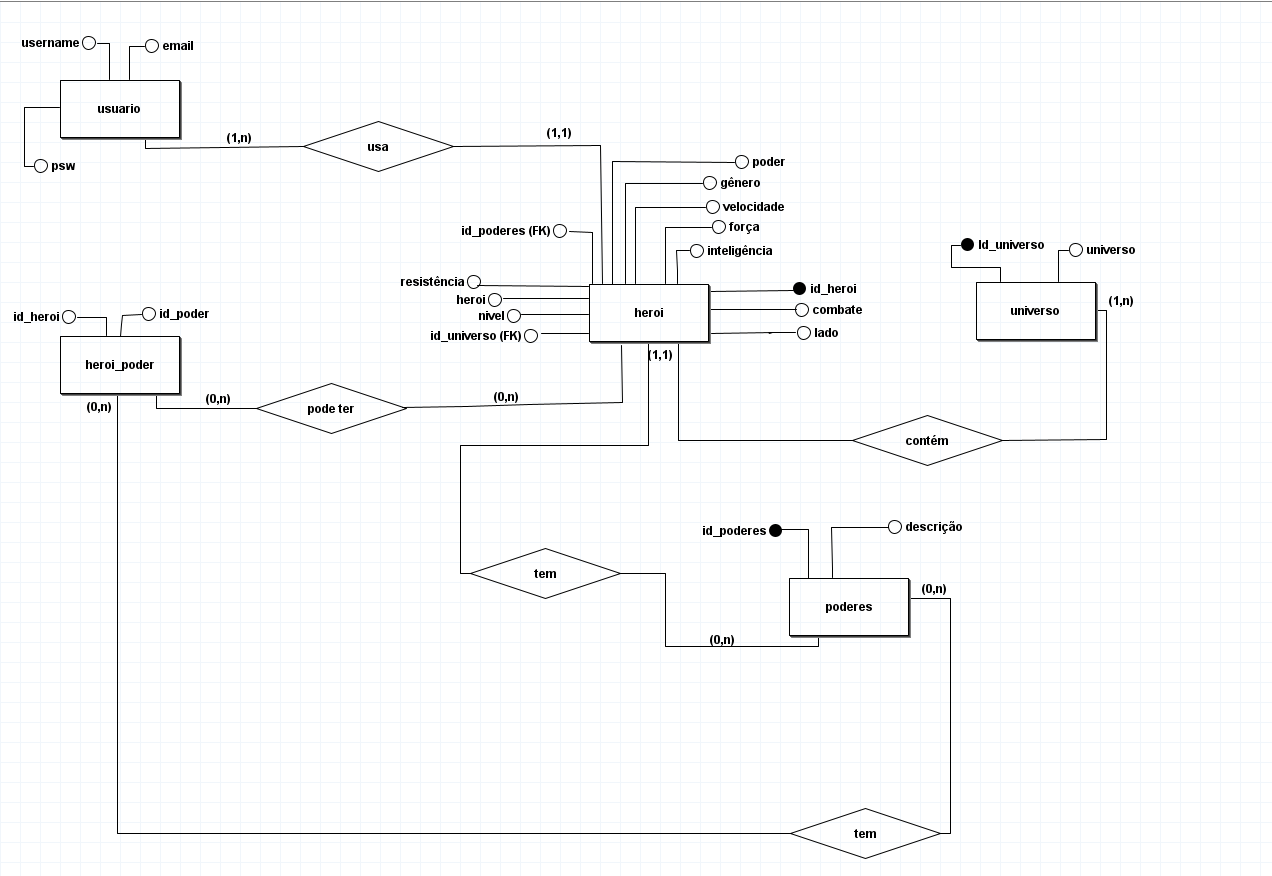 username
email
usuario
psw
(1,n)
usa
(1,1)
poder
gênero
velocidade
força
inteligência
id_poderes (FK)
resistência
heroi
nivel
id_universo (FK)
heroi
id_heroi
combate
lado
(1,1)
Id_universo
universo
universo
(1,n)
id_heroi
id_poder
heroi_poder
(0,n)
(0,n)
pode ter
(0,n)
contém
id_poderes
descrição
poderes
(0,n)
tem
(0,n)
tem